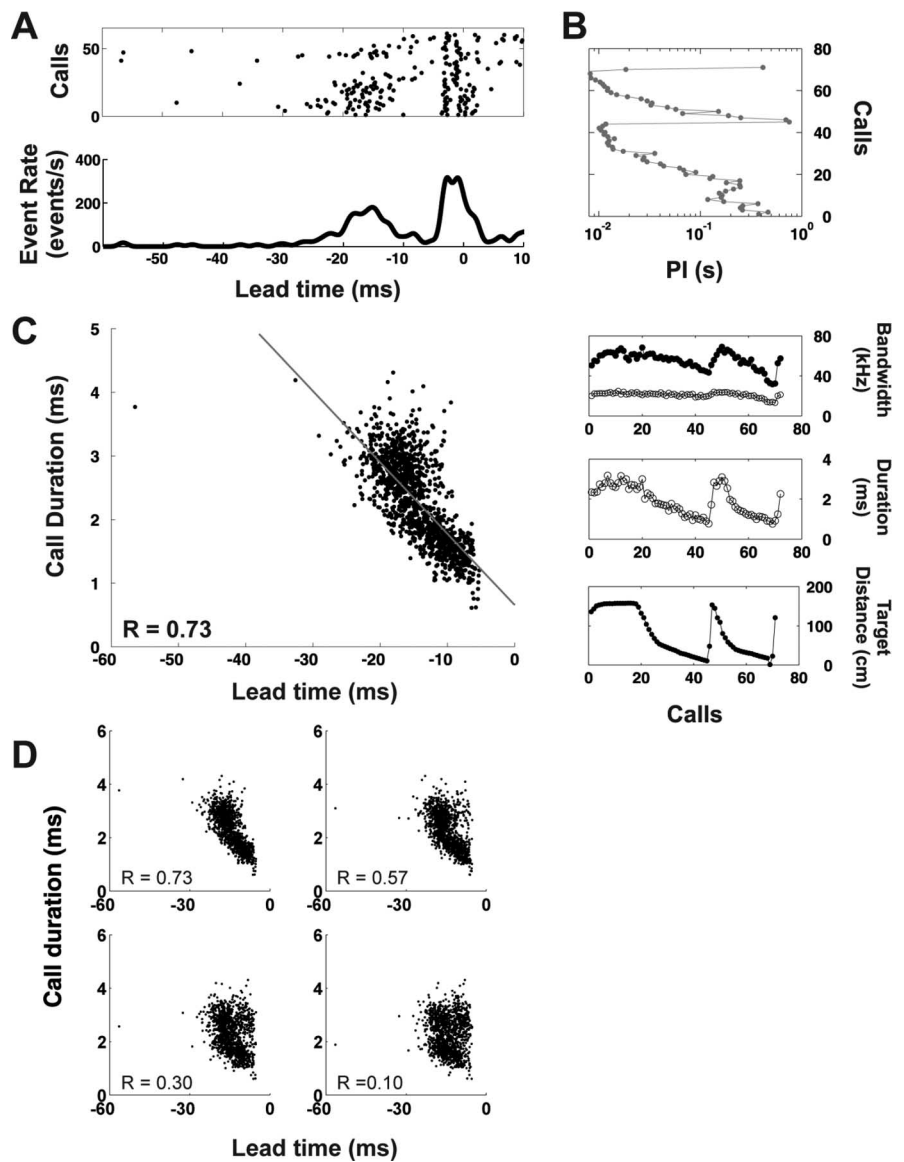 A
Calls
50
0
Event Rate
(events/s)
400
200
0
-50 -40 -30 -20 -10 0 10
Lead time (ms)
B
80
60
40
20
0
Calls
10-2 10-1 100
PI (s)
C
Call Duration (ms)
5
4
3
2
1
0
R = 0.73
-60 -50 -40 -30 -20 -10 0
Lead time (ms)
80
40
0
Bandwidth
(kHz)
0 20 40 60 80
4
2
0
Duration
(ms)
0 20 40 60 80
200
100
0
Target
Distance (cm)
0 20 40 60 80
Calls
D
Call duration (ms)
6
4
2
0
R = 0.73
-60 -30 0
6
4
2
0
R = 0.57
-60 -30 0
6
4
2
0
R = 0.30
-60 -30 0
6
4
2
0
R =0.10
-60 -30 0
Lead time (ms)